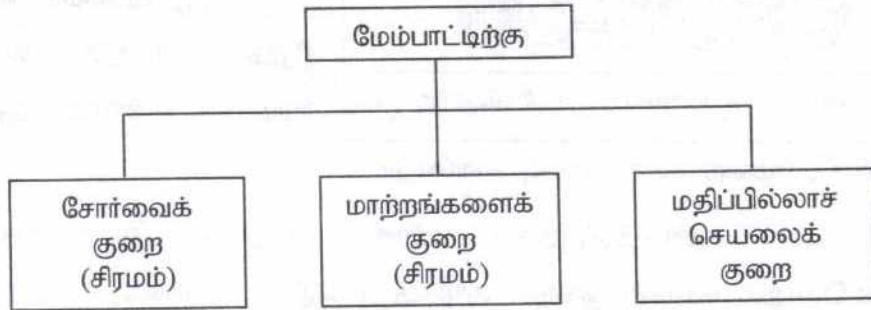 மேம்பாட்டிற்கு
சோர்வைக்
குறை
(சிரமம்)
மாற்றங்களைக்
குறை
(சிரமம்)
மதிப்பில்லாச்
செயலைக்
குறை